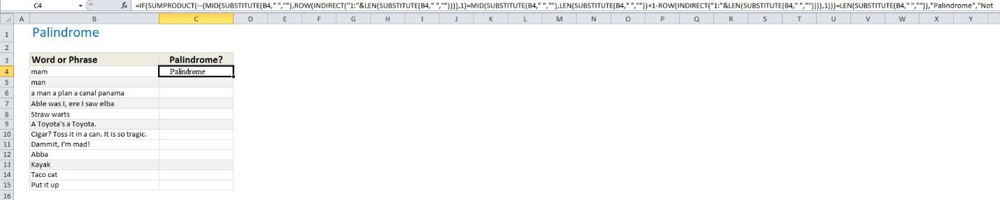 C4 fx =IF(SUMPRODUCT(--(MID(SUBSTITUTE(B4," ",""),ROW(INDIRECT("1:"&LEN(SUBSTITUTE(B4," ","")))),1)=MID(SUBSTITUTE(B4," ",""),LEN(SUBSTITUTE(B4," ",""))+1-ROW(INDIRECT("1:"&LEN(SUBSTITUTE(B4," ","")))),1)))=LEN(SUBSTITUTE(B4," ","")),"Palindrome","Not
A B C D E F G H I J K L M N O P Q R S T U V W X Y
1 Palindrome
2
3 Word or Phrase Palindrome?
4 mam Palindrome
5 man
6 a man a plan a canal panama
7 Able was I, ere I saw elba
8 Straw warts
9 A Toyota's a Toyota.
10 Cigar? Toss it in a can. It is so tragic.
11 Dammit, I'm mad!
12 Abba
13 Kayak
14 Taco cat
15 Put it up
16